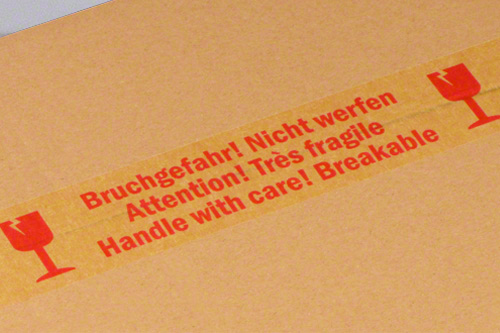 Bruchgefahr! Nicht werfen
Attention! Très fragile
Handle with care! Breakable